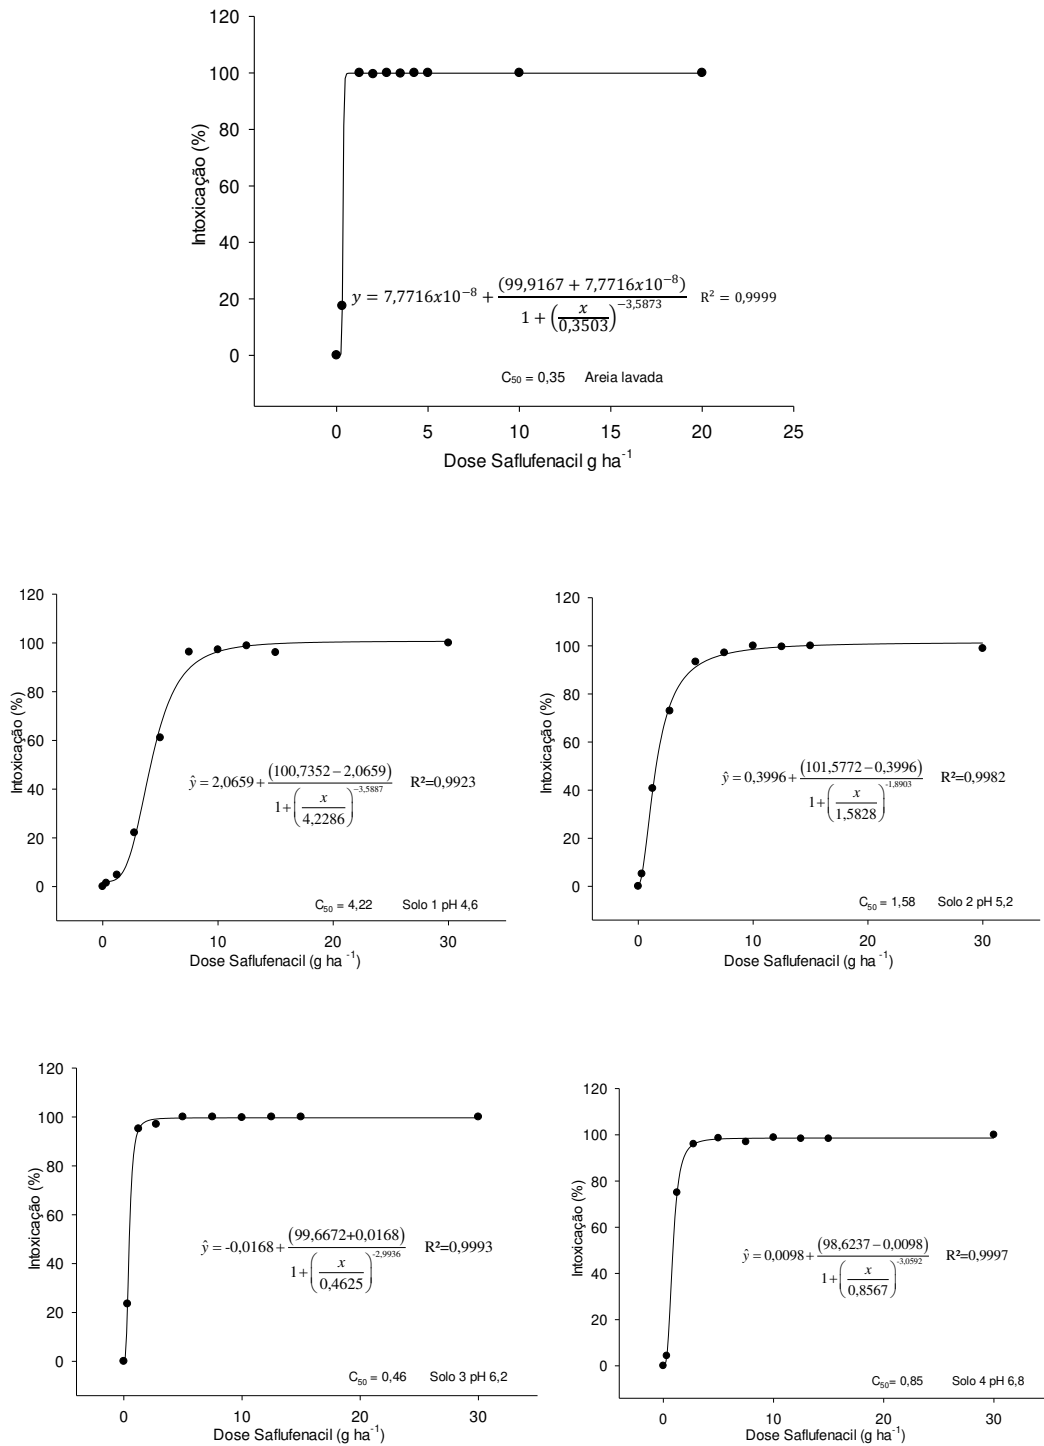 120
100
80
60
40
20
0
Intoxicação (%)
y = 7,7716x10⁻⁸ + (99,9167 + 7,7716x10⁻⁸) / 1 + (x / 0,3503)^−3,5873 R² = 0,9999
C₅₀ = 0,35 Areia lavada
0 5 10 15 20 25
Dose Saflufenacil g ha⁻¹
120
100
80
60
40
20
0
Intoxicação (%)
ŷ = 2,0659 + (100,7352 − 2,0659) / 1 + (x / 4,2286)^−3,5887 R²=0,9923
C₅₀ = 4,22 Solo 1 pH 4,6
0 10 20 30
Dose Saflufenacil (g ha ⁻¹)
120
100
80
60
40
20
0
Intoxicação (%)
ŷ = 0,3996 + (101,5772 − 0,3996) / 1 + (x / 1,5828)^-1,8903 R²=0,9982
C₅₀ = 1,58 Solo 2 pH 5,2
0 10 20 30
Dose Saflufenacil (g ha ⁻¹)
120
100
80
60
40
20
0
Intoxicação (%)
ŷ = -0,0168 + (99,6672+0,0168) / 1 + (x / 0,4625)^-2,9936 R²=0,9993
C₅₀ = 0,46 Solo 3 pH 6,2
0 10 20 30
Dose Saflufenacil (g ha⁻¹)
120
100
80
60
40
20
0
Intoxicação (%)
ŷ = 0,0098 + (98,6237 − 0,0098) / 1 + (x / 0,8567)^-3,0592 R²=0,9997
C₅₀= 0,85 Solo 4 pH 6,8
0 10 20 30
Dose Saflufenacil (g ha⁻¹)